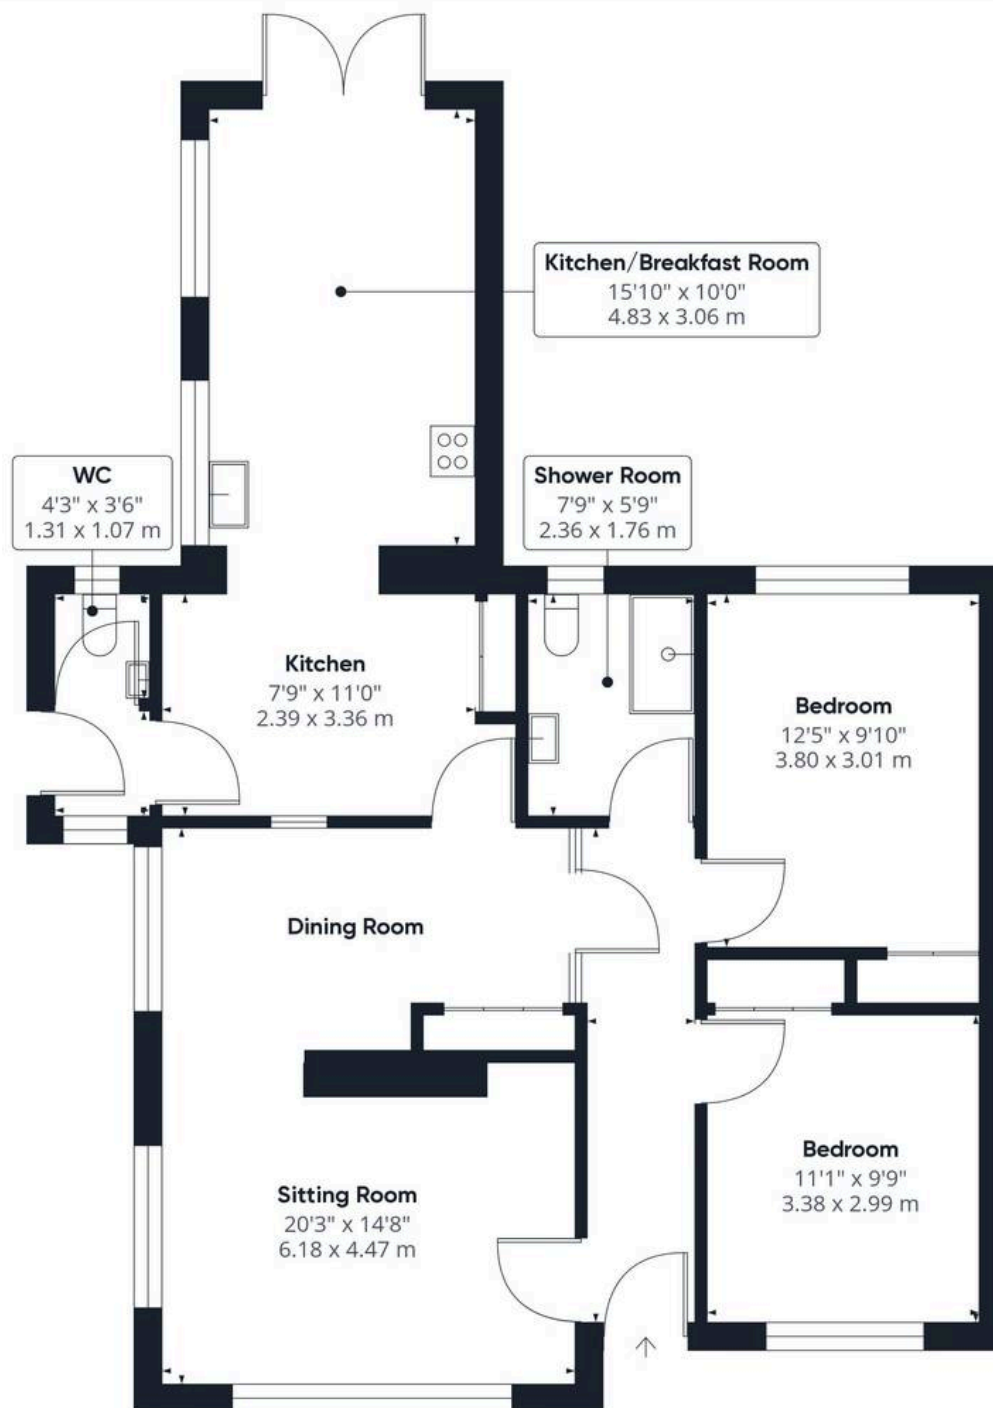 Kitchen/Breakfast Room
15'10" x 10'0"
4.83 x 3.06 m
WC
4'3" x 3'6"
1.31 x 1.07 m
Shower Room
7'9" x 5'9"
2.36 x 1.76 m
Kitchen
7'9" x 11'0"
2.39 x 3.36 m
Bedroom
12'5" x 9'10"
3.80 x 3.01 m
Dining Room
Bedroom
11'1" x 9'9"
3.38 x 2.99 m
Sitting Room
20'3" x 14'8"
6.18 x 4.47 m